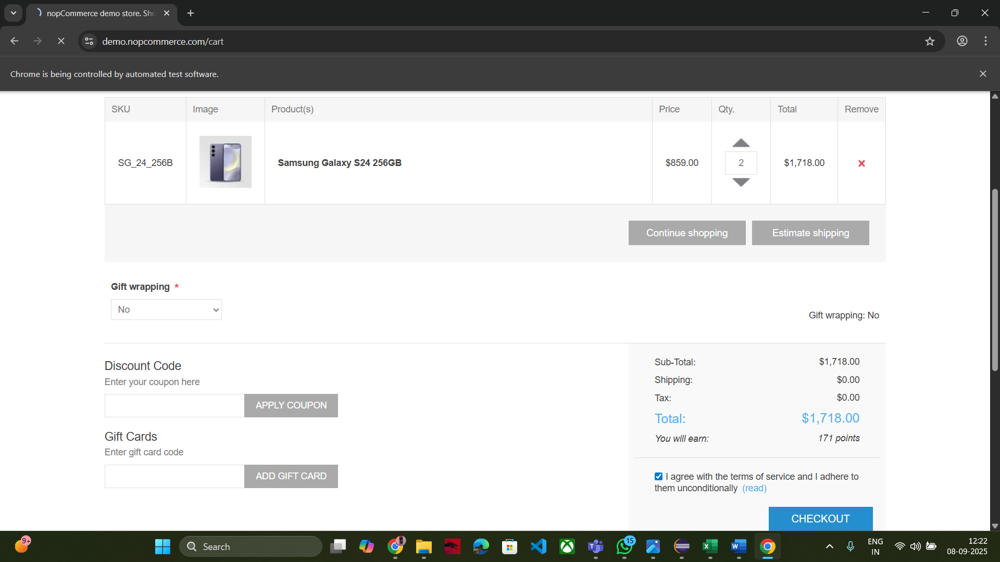 nopCommerce demo store. Sho
demo.nopcommerce.com/cart
Chrome is being controlled by automated test software.
SKU Image Product(s) Price Qty. Total Remove
SG_24_256B Samsung Galaxy S24 256GB $859.00 2 $1,718.00
Continue shopping Estimate shipping
Gift wrapping *
No
Gift wrapping: No
Discount Code
Enter your coupon here
APPLY COUPON
Gift Cards
Enter gift card code
ADD GIFT CARD
Sub-Total: $1,718.00
Shipping: $0.00
Tax: $0.00
Total: $1,718.00
You will earn: 171 points
I agree with the terms of service and I adhere to
them unconditionally (read)
CHECKOUT
9+
Search
15
ENG
IN
12:22
08-09-2025